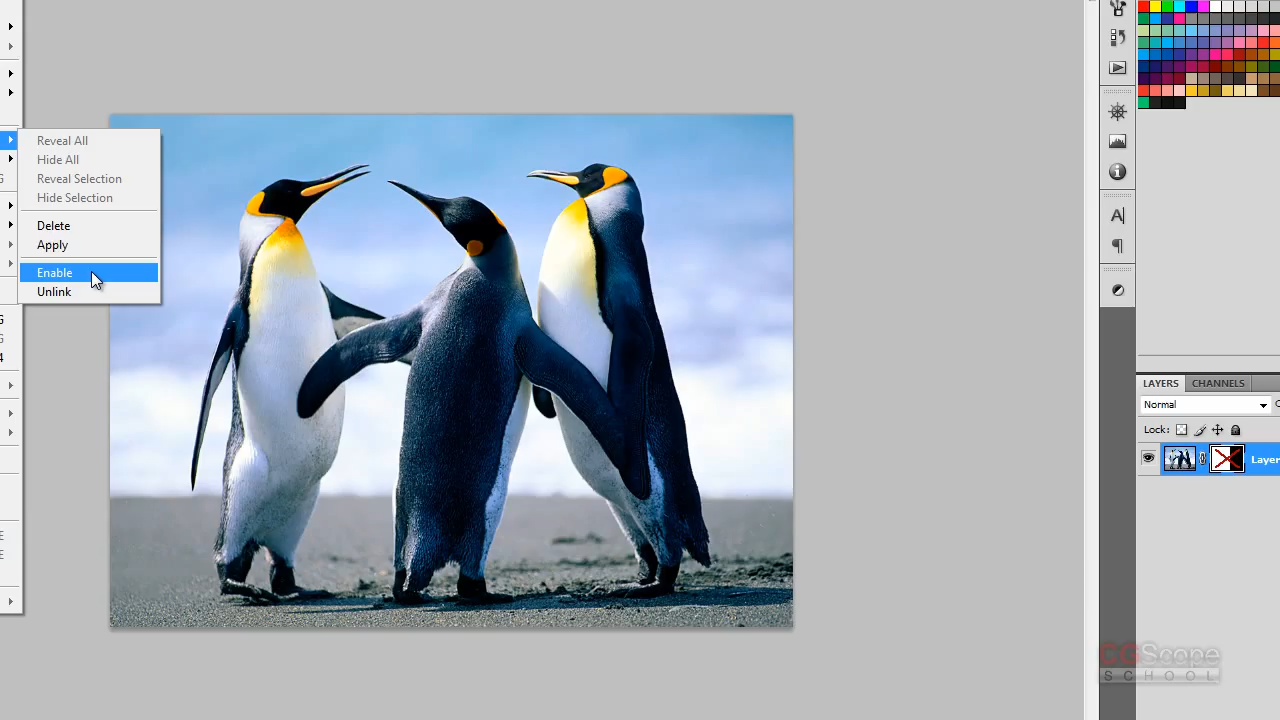 Reveal All
Hide All
Reveal Selection
Hide Selection
Delete
Apply
Enable
Unlink
G
G
G
4
E
E
A
LAYERS CHANNELS
Normal
Lock:
Layer
CGScope
SCHOOL